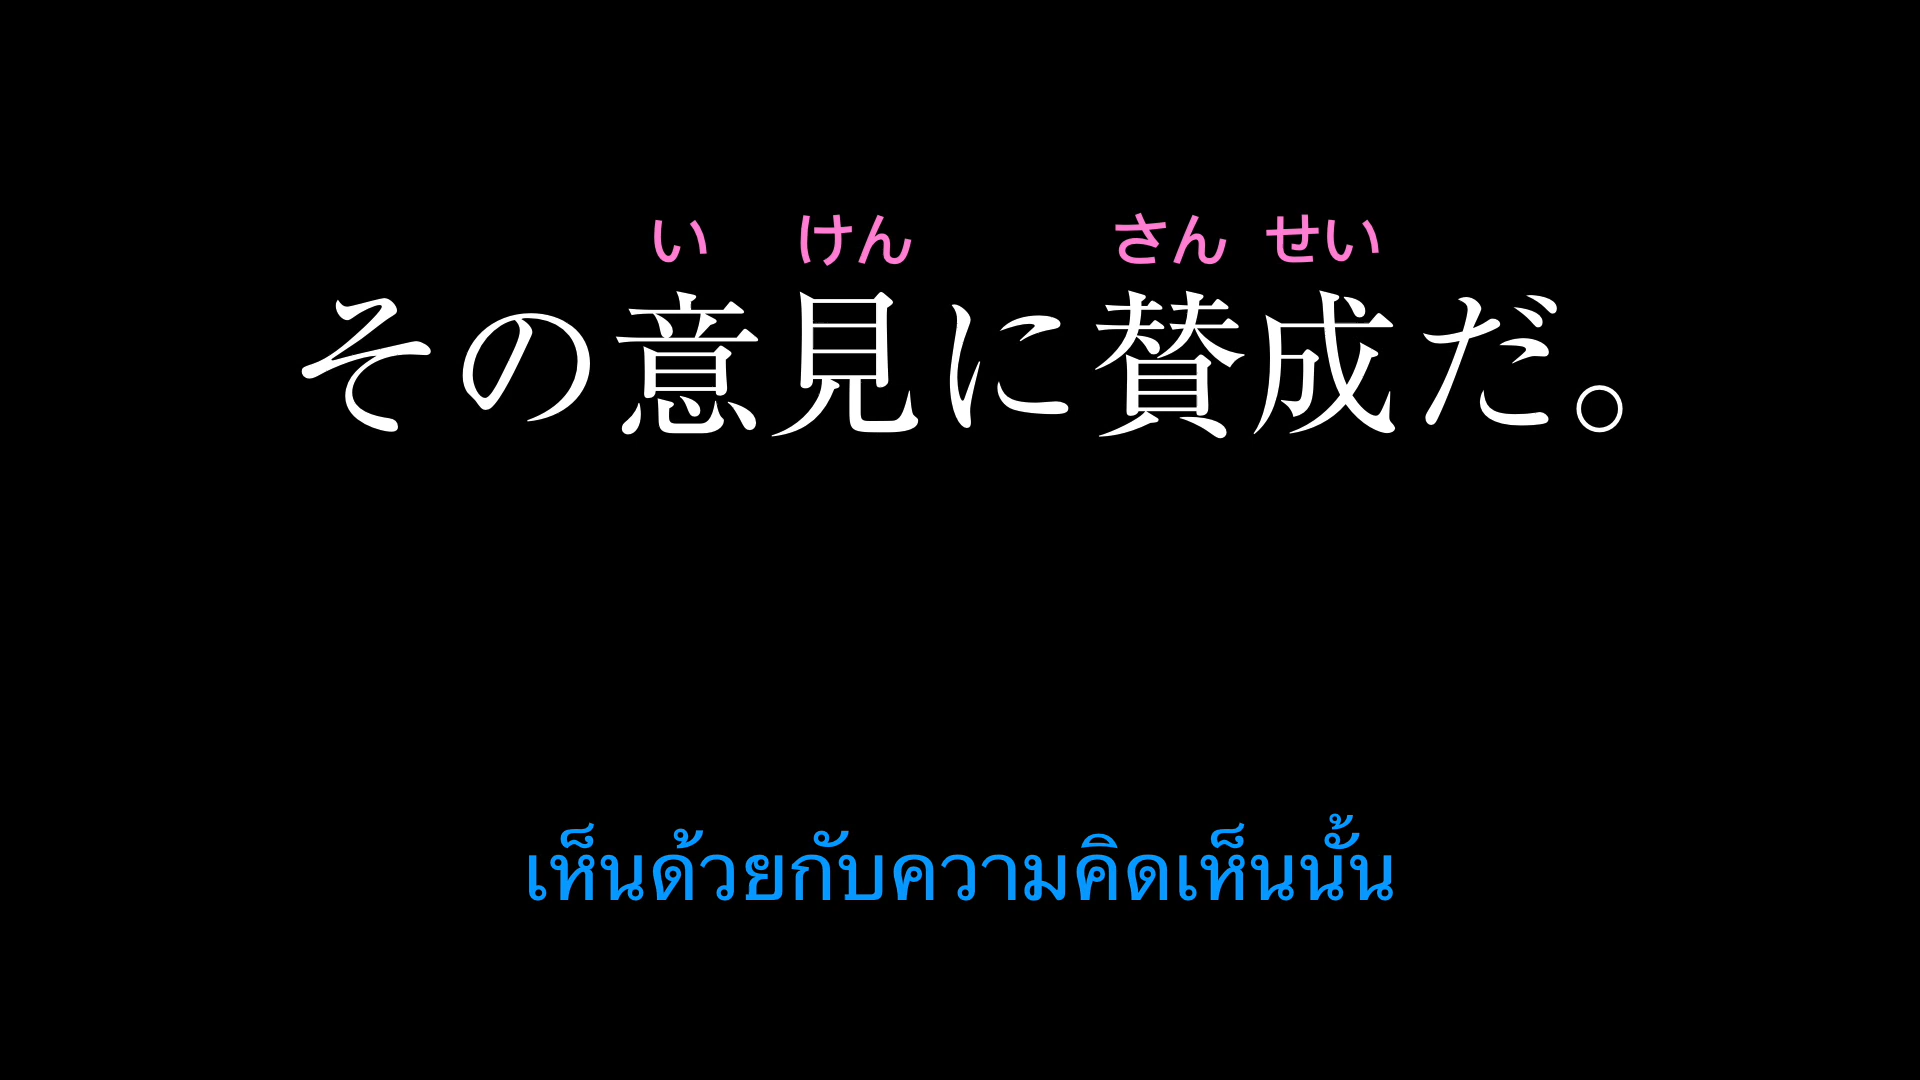 い けん さん せい
その意見に賛成だ。
เห็นด้วยกับความคิดเห็นนั้น